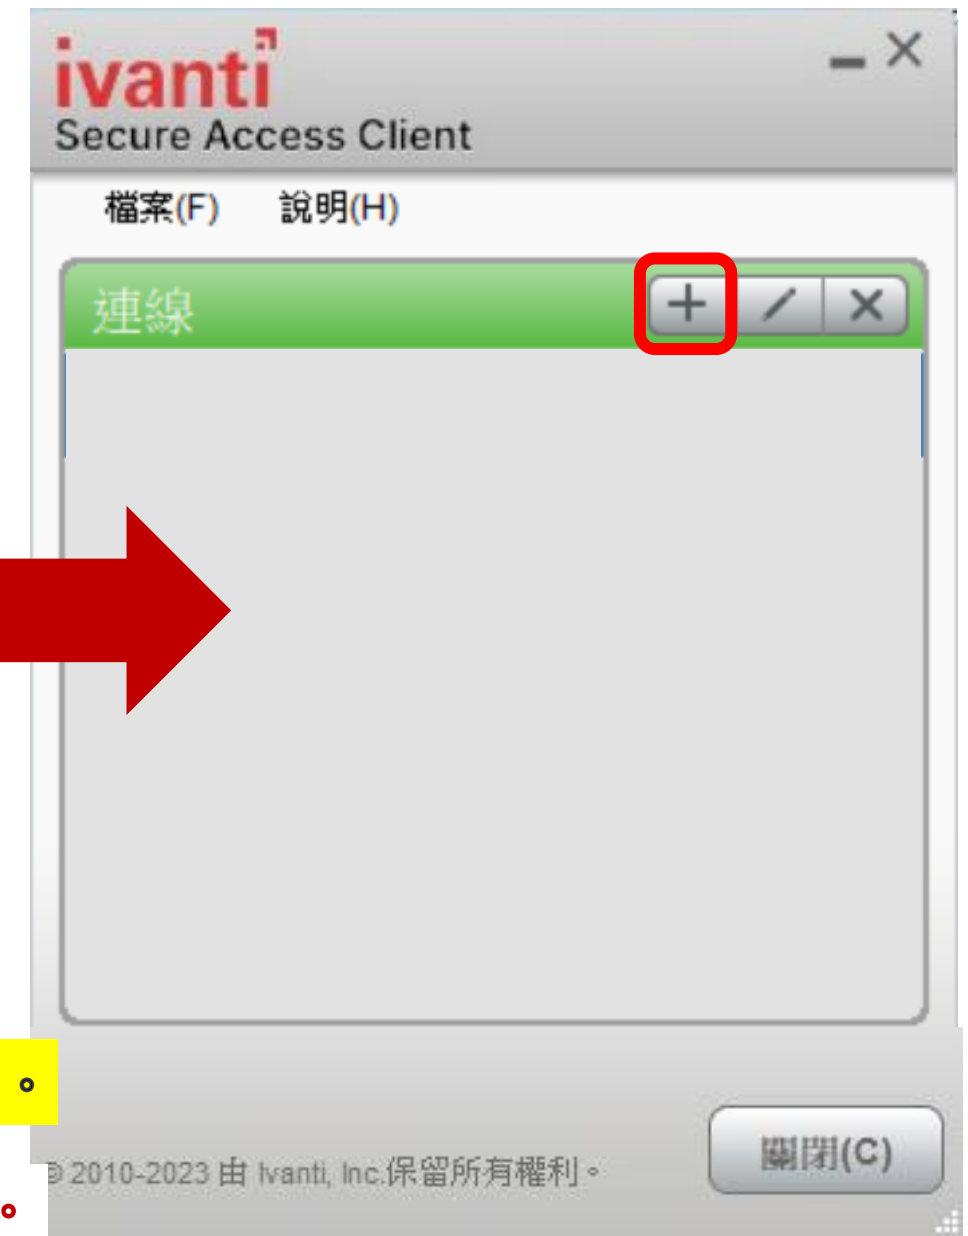 ivanti
Secure Access Client
檔案(F) 說明(H)
連線
。
© 2010-2023 由 Ivanti, Inc.保留所有權利。
關閉(C)
。